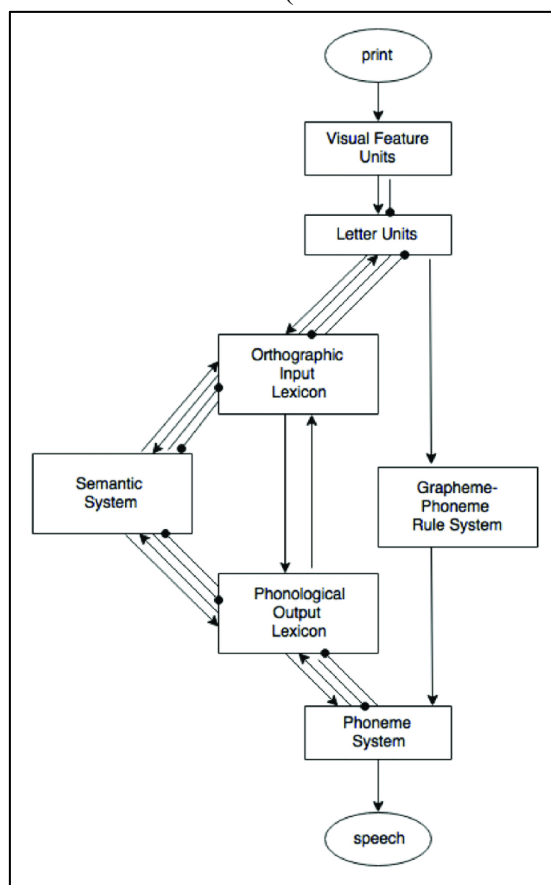 (
print
Visual Feature
Units
Letter Units
Orthographic
Input
Lexicon
Semantic
System
Grapheme-
Phoneme
Rule System
Phonological
Output
Lexicon
Phoneme
System
speech